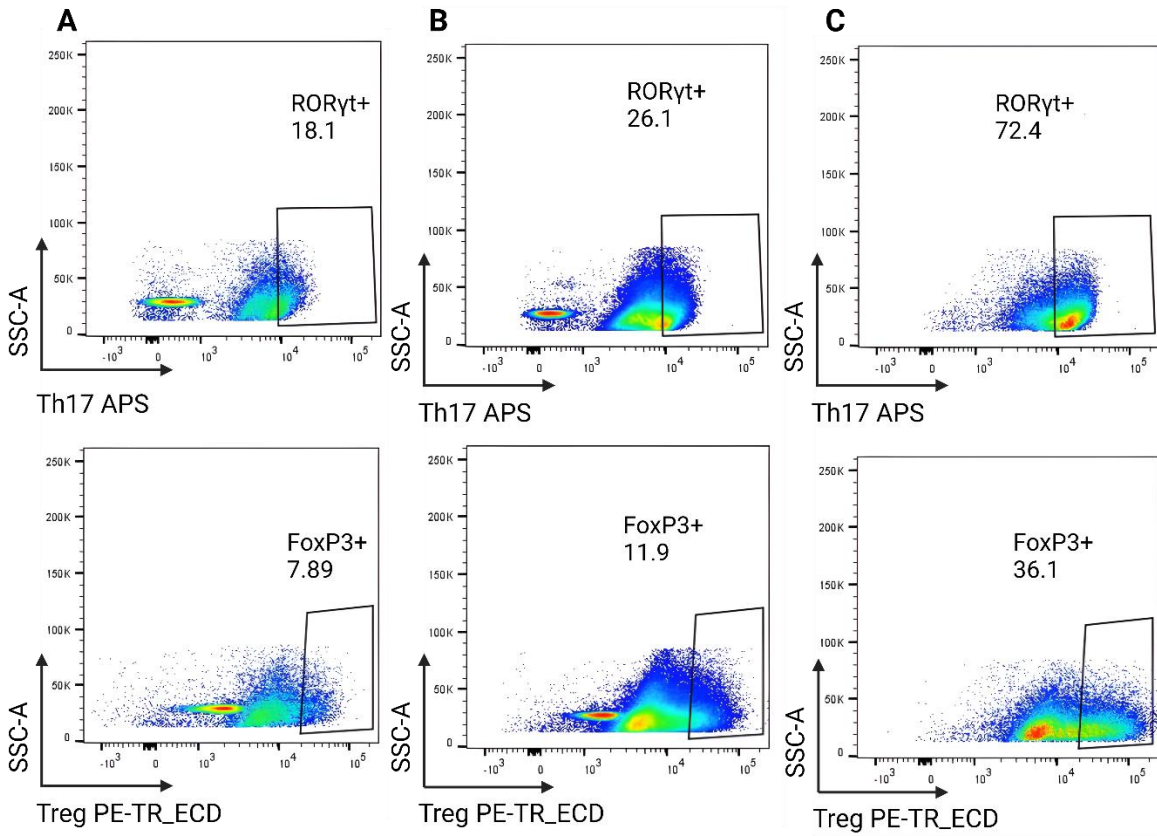 A
B
C
250K
200K
150K
100K
50K
0
RORγt+
18.1
-10³ 0 10³ 10⁴ 10⁵
SSC-A
Th17 APS
250K
200K
150K
100K
50K
0
RORγt+
26.1
-10³ 0 10³ 10⁴ 10⁵
SSC-A
Th17 APS
250K
200K
150K
100K
50K
0
RORγt+
72.4
-10³ 0 10³ 10⁴ 10⁵
SSC-A
Th17 APS
250K
200K
150K
100K
50K
0
FoxP3+
7.89
-10³ 0 10³ 10⁴ 10⁵
SSC-A
Treg PE-TR_ECD
250K
200K
150K
100K
50K
0
FoxP3+
11.9
-10³ 0 10³ 10⁴ 10⁵
SSC-A
Treg PE-TR_ECD
250K
200K
150K
100K
50K
0
FoxP3+
36.1
-10³ 0 10³ 10⁴ 10⁵
SSC-A
Treg PE-TR_ECD